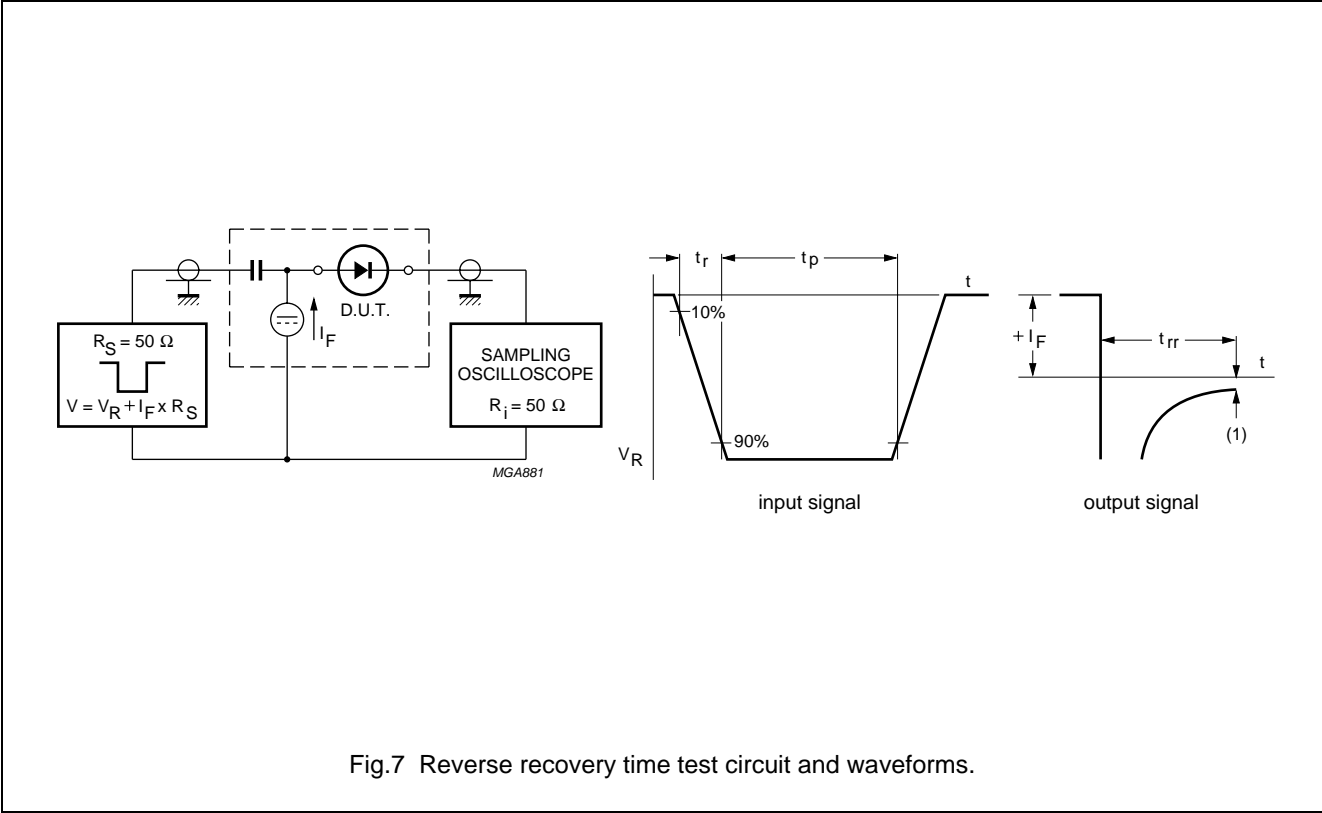 D.U.T.
I_F
R_S = 50 Ω
V = V_R + I_F x R_S
SAMPLING
OSCILLOSCOPE
R_i = 50 Ω
MGA881
t_r
t_p
t
10%
90%
V_R
input signal
+ I_F
t_rr
t
(1)
output signal
Fig.7 Reverse recovery time test circuit and waveforms.